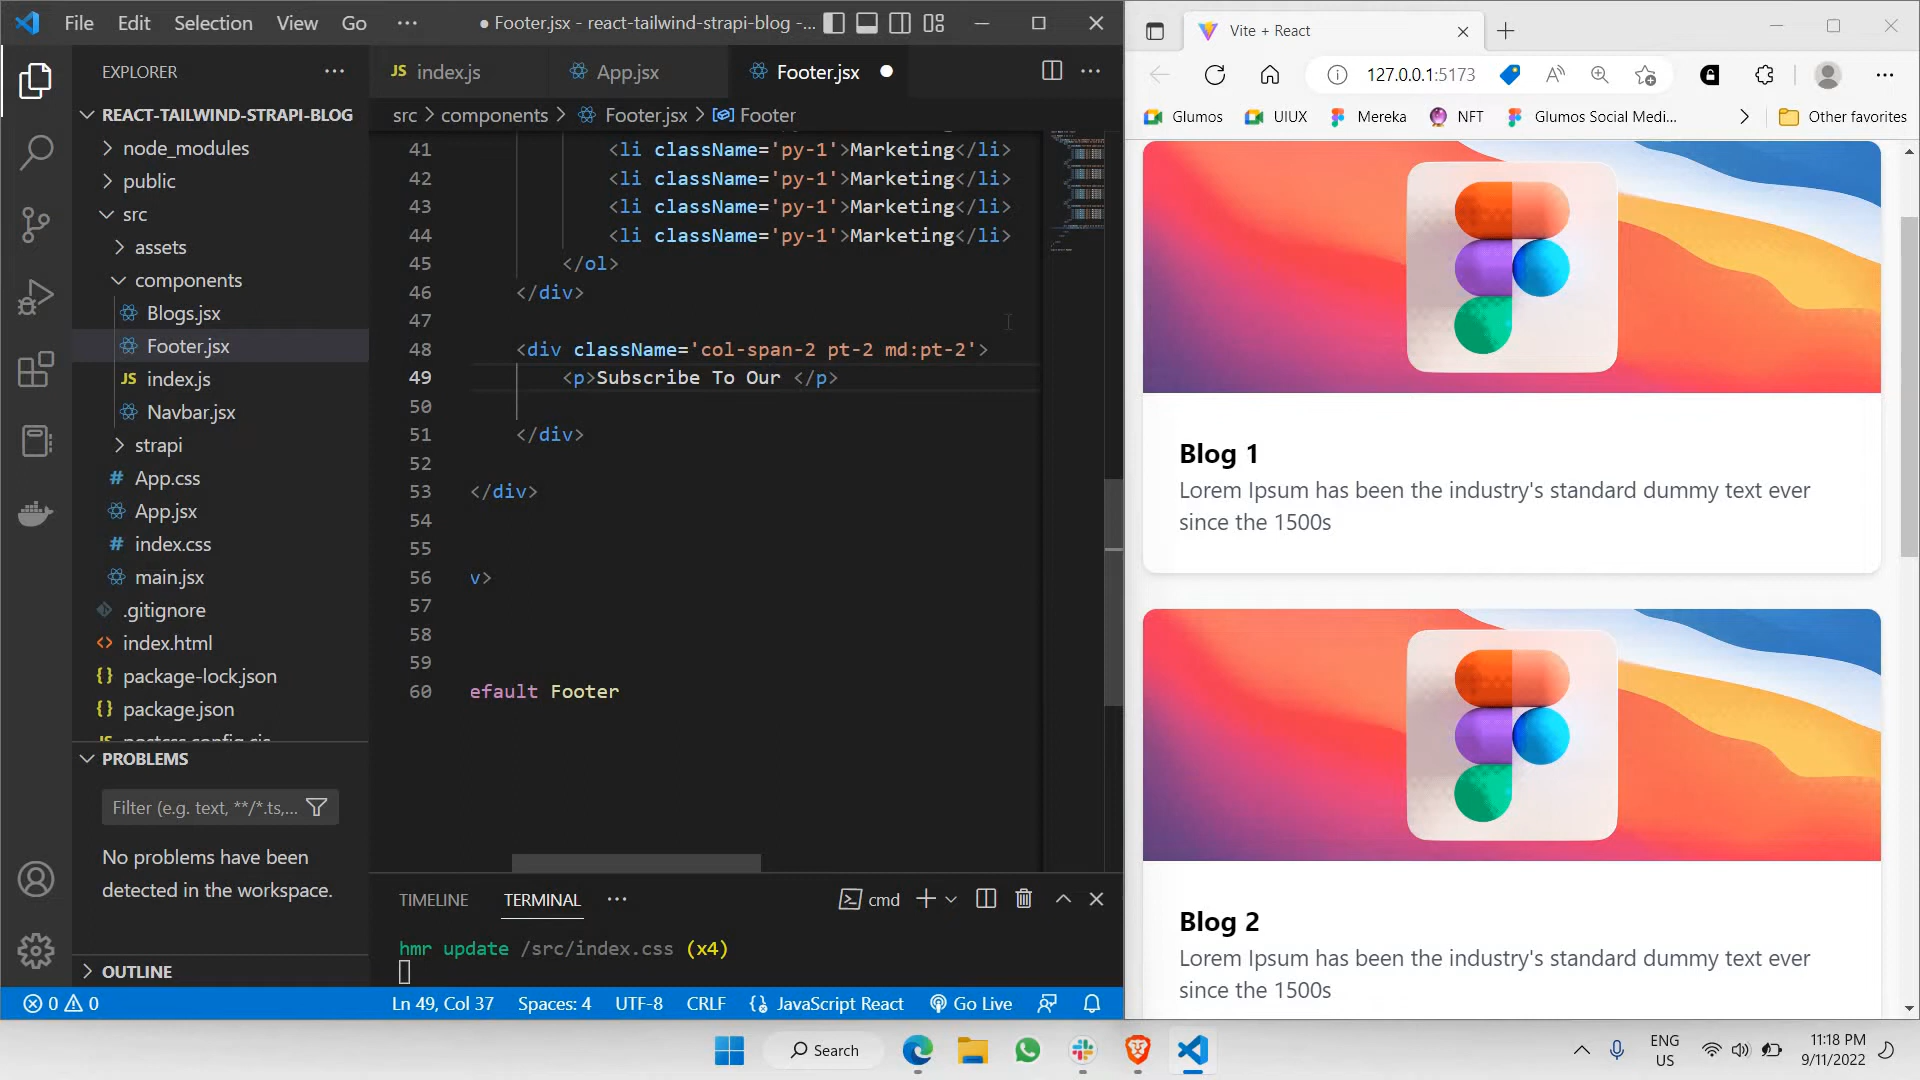 File Edit Selection View Go ··· ● Footer.jsx - react-tailwind-strapi-blog -...
EXPLORER ···
REACT-TAILWIND-STRAPI-BLOG
node_modules
public
src
assets
components
Blogs.jsx
Footer.jsx
JS index.js
Navbar.jsx
strapi
# App.css
App.jsx
# index.css
main.jsx
.gitignore
<> index.html
{} package-lock.json
{} package.json
JS postcss.config.cjs
PROBLEMS
Filter (e.g. text, **/*.ts,...
No problems have been
detected in the workspace.
OUTLINE
JS index.js App.jsx Footer.jsx ● ···
src > components > Footer.jsx > Footer
41 <li className='py-1'>Marketing</li>
42 <li className='py-1'>Marketing</li>
43 <li className='py-1'>Marketing</li>
44 <li className='py-1'>Marketing</li>
45 </ol>
46 </div>
47
48 <div className='col-span-2 pt-2 md:pt-2'>
49 <p>Subscribe To Our </p>
50
51 </div>
52
53 </div>
54
55
56 v>
57
58
59
60 efault Footer
TIMELINE TERMINAL ··· cmd
hmr update /src/index.css (x4)
0 0 Ln 49, Col 37 Spaces: 4 UTF-8 CRLF JavaScript React Go Live
Vite + React
127.0.0.1:5173
Glumos UIUX Mereka NFT Glumos Social Medi... Other favorites
Blog 1
Lorem Ipsum has been the industry's standard dummy text ever
since the 1500s
Blog 2
Lorem Ipsum has been the industry's standard dummy text ever
since the 1500s
Search
ENG
US
11:18 PM
9/11/2022